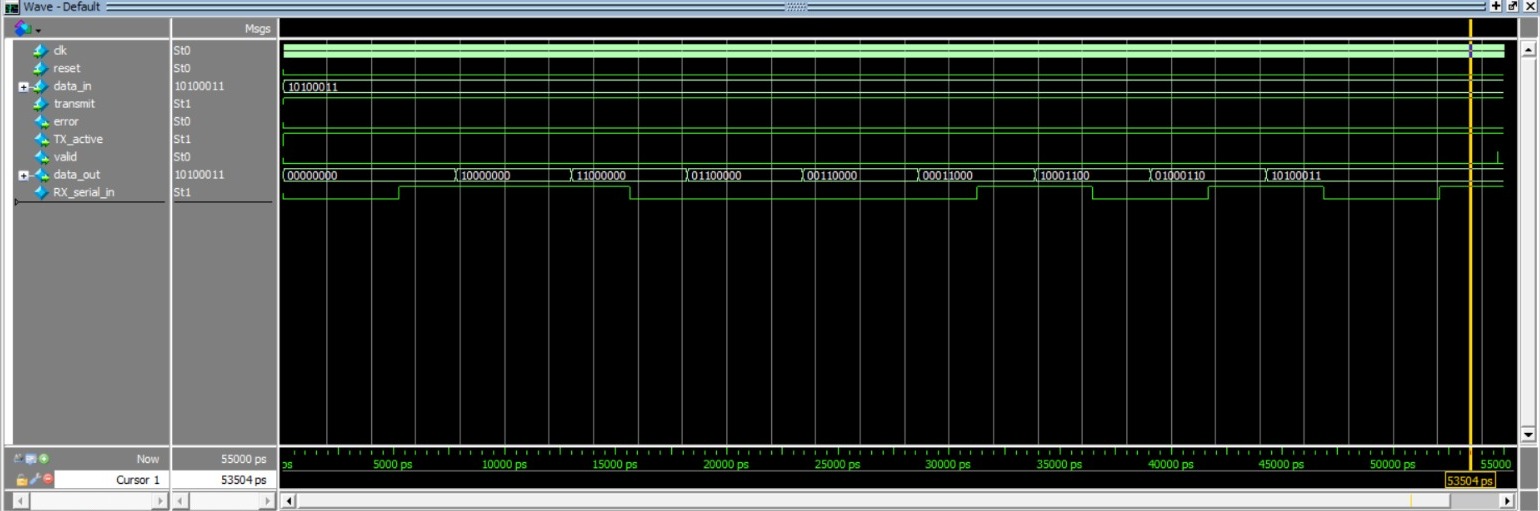 Wave - Default
Msgs
clk St0
reset St0
data_in 10100011 10100011
transmit St1
error St0
TX_active St1
valid St0
data_out 10100011 00000000 10000000 11000000 01100000 00110000 00011000 10001100 01000110 10100011
RX_serial_in St1
Now 55000 ps ps 5000 ps 10000 ps 15000 ps 20000 ps 25000 ps 30000 ps 35000 ps 40000 ps 45000 ps 50000 ps 55000
Cursor 1 53504 ps 53504 ps